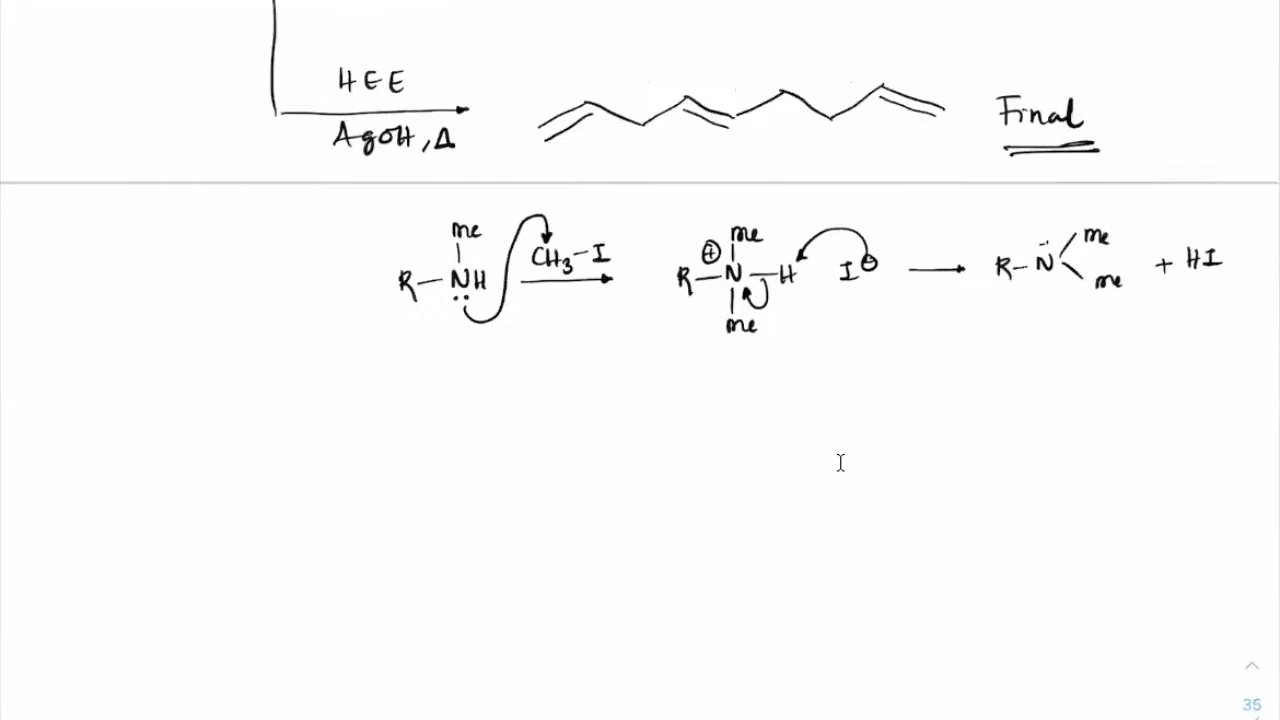 HEE
AgOH, Δ
Final
Me
R-NH
CH₃-I
Me
⊕
R-N-H
Me
I⊖
R-N
Me
Me
+ HI
35